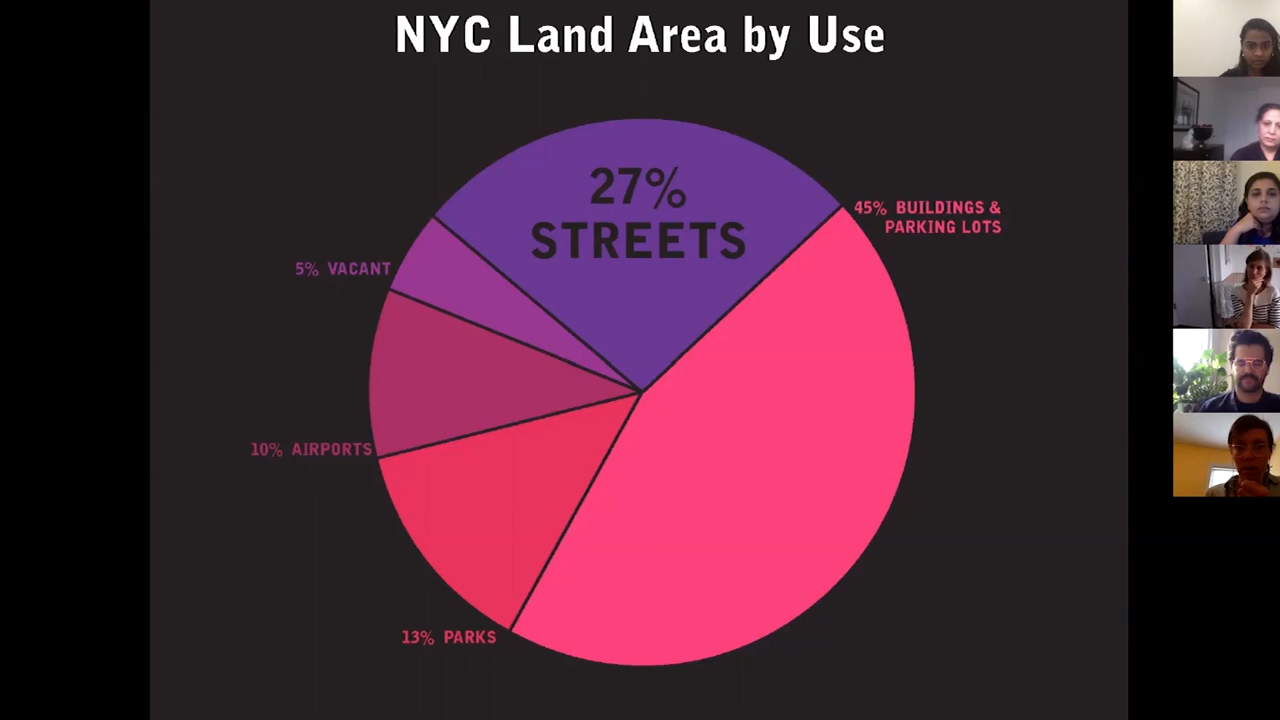 NYC Land Area by Use
27%
STREETS
45% BUILDINGS &
PARKING LOTS
5% VACANT
10% AIRPORTS
13% PARKS